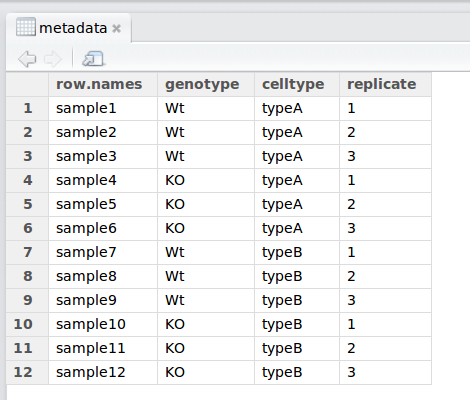 metadata
row.names genotype celltype replicate
1 sample1 Wt typeA 1
2 sample2 Wt typeA 2
3 sample3 Wt typeA 3
4 sample4 KO typeA 1
5 sample5 KO typeA 2
6 sample6 KO typeA 3
7 sample7 Wt typeB 1
8 sample8 Wt typeB 2
9 sample9 Wt typeB 3
10 sample10 KO typeB 1
11 sample11 KO typeB 2
12 sample12 KO typeB 3